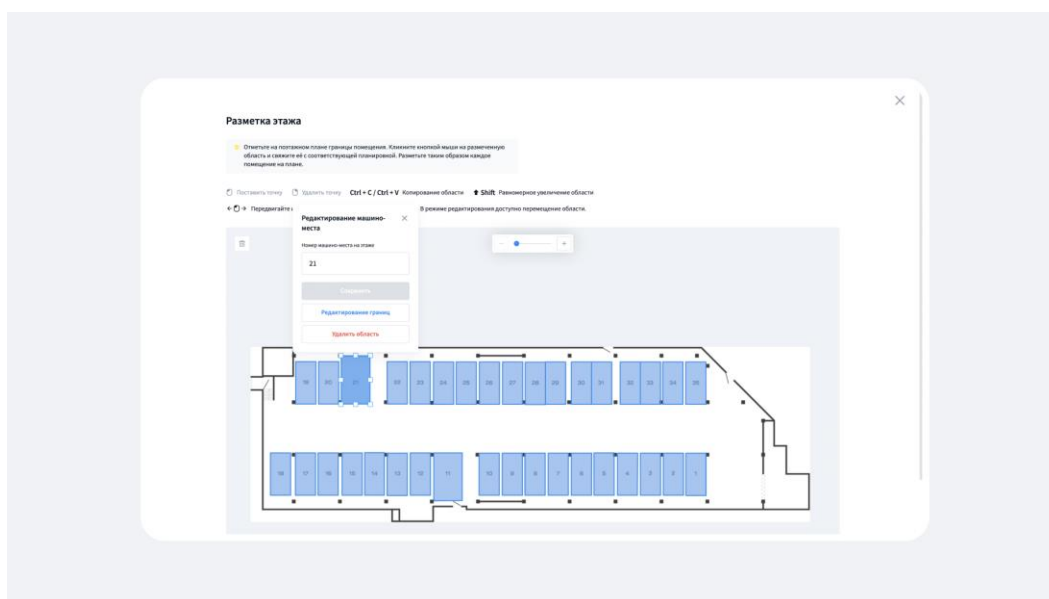 Разметка этажа
Отметьте на поэтажном плане границы помещения. Кликните кнопкой мыши на размеченную
область и свяжите её с соответствующей планировкой. Разметьте таким образом каждое
помещение на плане.
Поставить точку Удалить точку Ctrl + C / Ctrl + V Копирование области Shift Равномерное увеличение области
Передвигайте В режиме редактирования доступно перемещение области.
Редактирование машино-
места
Номер машино-места на этаже
21
Сохранить
Редактирование границ
Удалить область
19 20 21 22 23 24 25 26 27 28 29 30 31 32 33 34 35
18 17 16 15 14 13 12 11 10 9 8 7 6 5 4 3 2 1